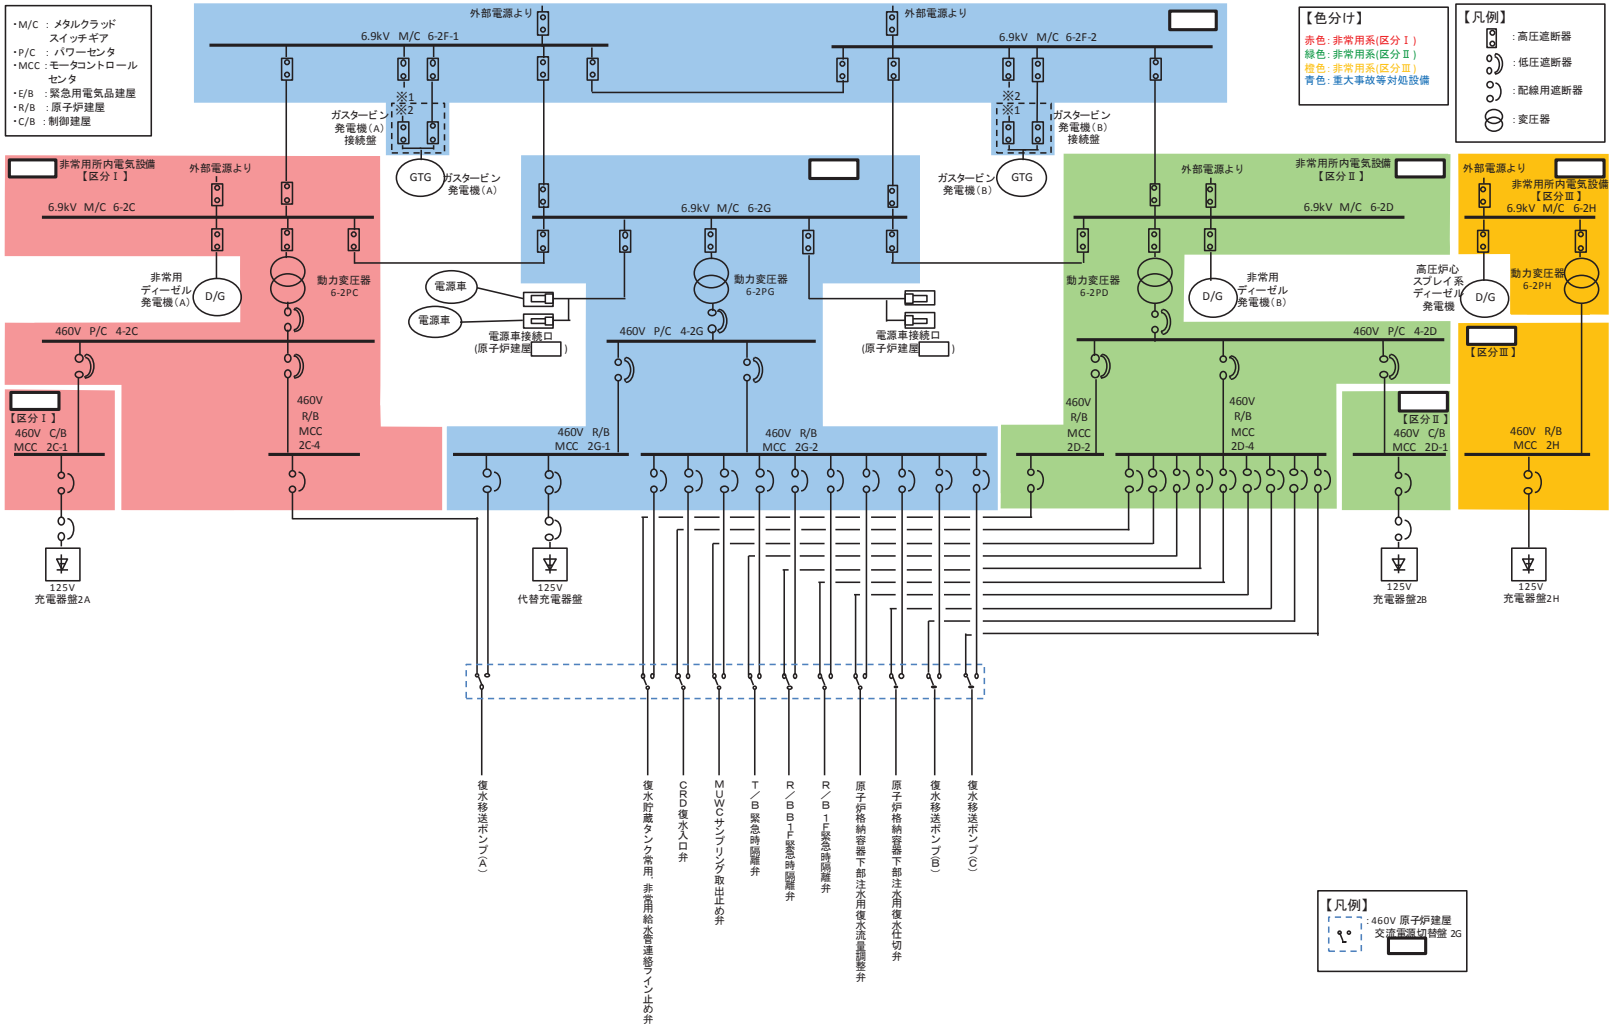 ・M/C ：メタルクラッド
スイッチギア
・P/C ：パワーセンタ
・MCC：モータコントロール
センタ
・E/B：緊急用電気品建屋
・R/B：原子炉建屋
・C/B：制御建屋
外部電源より
6.9kV M/C 6-2F-1
外部電源より
6.9kV M/C 6-2F-2
【色分け】
赤色：非常用系(区分Ⅰ)
緑色：非常用系(区分Ⅱ)
橙色：非常用系(区分Ⅲ)
青色：重大事故等対処設備
【凡例】
：高圧遮断器
：低圧遮断器
：配線用遮断器
：変圧器
※1
※2
ガスタービン
発電機(A)
接続盤
GTG
ガスタービン
発電機(A)
※2
※1
ガスタービン
発電機(B)
接続盤
GTG
ガスタービン
発電機(B)
非常用所内電気設備
【区分Ⅰ】
外部電源より
6.9kV M/C 6-2C
非常用
ディーゼル
発電機(A)
D/G
動力変圧器
6-2PC
460V P/C 4-2C
【区分Ⅰ】
460V C/B
MCC 2C-1
460V
R/B
MCC
2C-4
125V
充電器盤2A
6.9kV M/C 6-2G
動力変圧器
6-2PG
電源車
電源車
電源車接続口
(原子炉建屋 )
電源車接続口
(原子炉建屋 )
460V P/C 4-2G
460V R/B
MCC 2G-1
460V R/B
MCC 2G-2
125V
代替充電器盤
外部電源より
非常用所内電気設備
【区分Ⅱ】
6.9kV M/C 6-2D
動力変圧器
6-2PD
D/G
非常用
ディーゼル
発電機(B)
460V P/C 4-2D
460V
R/B
MCC
2D-2
460V
R/B
MCC
2D-4
【区分Ⅱ】
460V C/B
MCC 2D-1
125V
充電器盤2B
外部電源より
非常用所内電気設備
【区分Ⅲ】
6.9kV M/C 6-2H
高圧炉心
スプレイ系
ディーゼル
発電機
D/G
動力変圧器
6-2PH
【区分Ⅲ】
460V R/B
MCC 2H
125V
充電器盤2H
復水移送ポンプ(A)
復水貯蔵タンク常用、非常用給水管連絡ライン止め弁
CRD復水入口弁
MUWCサンプリング取出止め弁
T/B緊急時隔離弁
R/B B1F緊急時隔離弁
R/B 1F緊急時隔離弁
原子炉格納容器下部注水用復水流量調整弁
原子炉格納容器下部注水用復水仕切弁
復水移送ポンプ(B)
復水移送ポンプ(C)
【凡例】
：460V 原子炉建屋
交流電源切替盤 2G